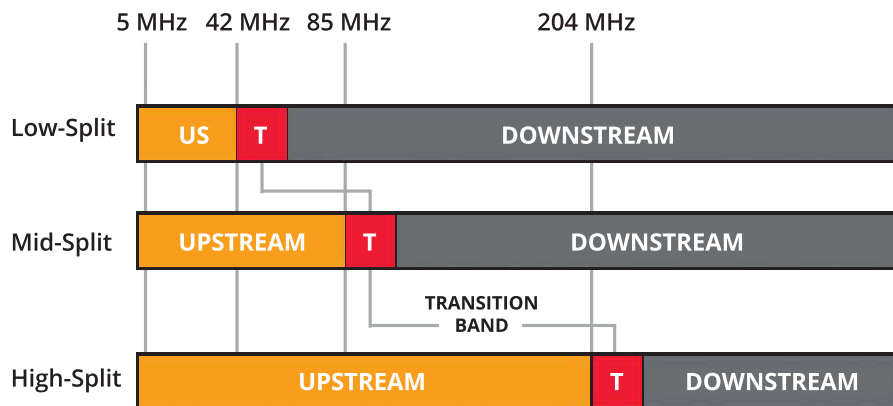 5 MHz 42 MHz 85 MHz 204 MHz
Low-Split US T DOWNSTREAM
Mid-Split UPSTREAM T DOWNSTREAM
TRANSITION
BAND
High-Split UPSTREAM T DOWNSTREAM